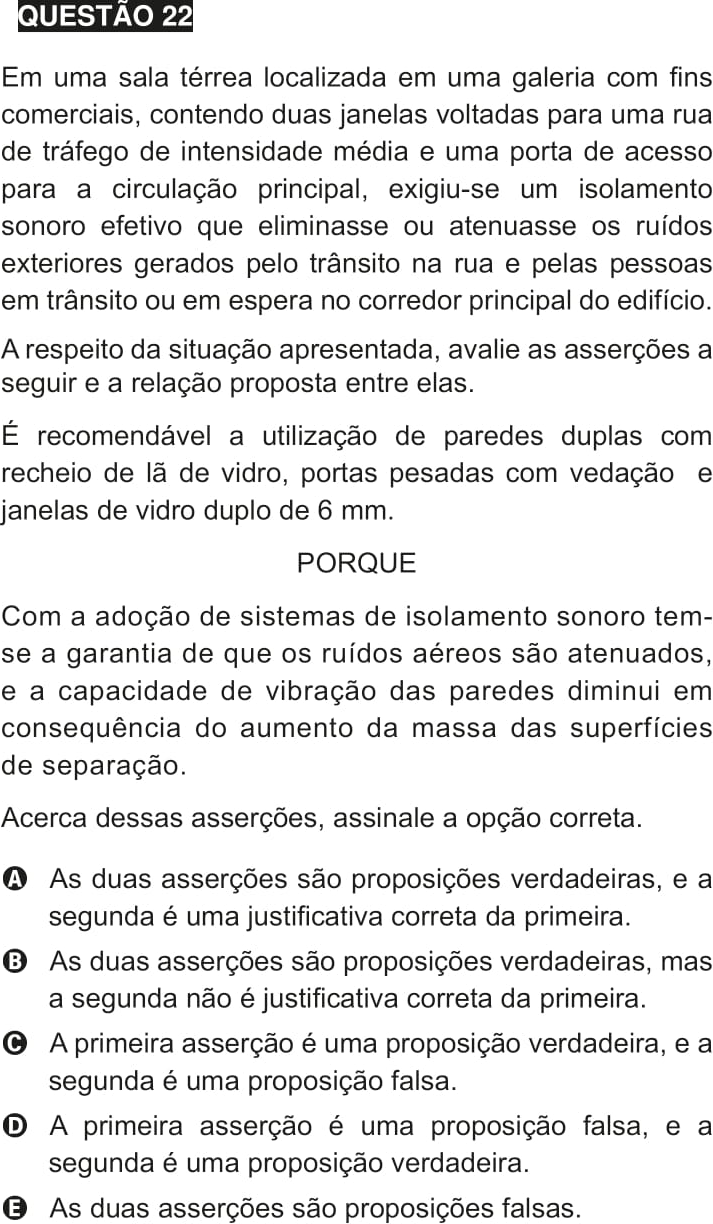 QUESTÃO 22
Em uma sala térrea localizada em uma galeria com fins
comerciais, contendo duas janelas voltadas para uma rua
de tráfego de intensidade média e uma porta de acesso
para a circulação principal, exigiu-se um isolamento
sonoro efetivo que eliminasse ou atenuasse os ruídos
exteriores gerados pelo trânsito na rua e pelas pessoas
em trânsito ou em espera no corredor principal do edifício.
A respeito da situação apresentada, avalie as asserções a
seguir e a relação proposta entre elas.
É recomendável a utilização de paredes duplas com
recheio de lã de vidro, portas pesadas com vedação e
janelas de vidro duplo de 6 mm.
PORQUE
Com a adoção de sistemas de isolamento sonoro tem-
se a garantia de que os ruídos aéreos são atenuados,
e a capacidade de vibração das paredes diminui em
consequência do aumento da massa das superfícies
de separação.
Acerca dessas asserções, assinale a opção correta.
A As duas asserções são proposições verdadeiras, e a
segunda é uma justificativa correta da primeira.
B As duas asserções são proposições verdadeiras, mas
a segunda não é justificativa correta da primeira.
C A primeira asserção é uma proposição verdadeira, e a
segunda é uma proposição falsa.
D A primeira asserção é uma proposição falsa, e a
segunda é uma proposição verdadeira.
E As duas asserções são proposições falsas.